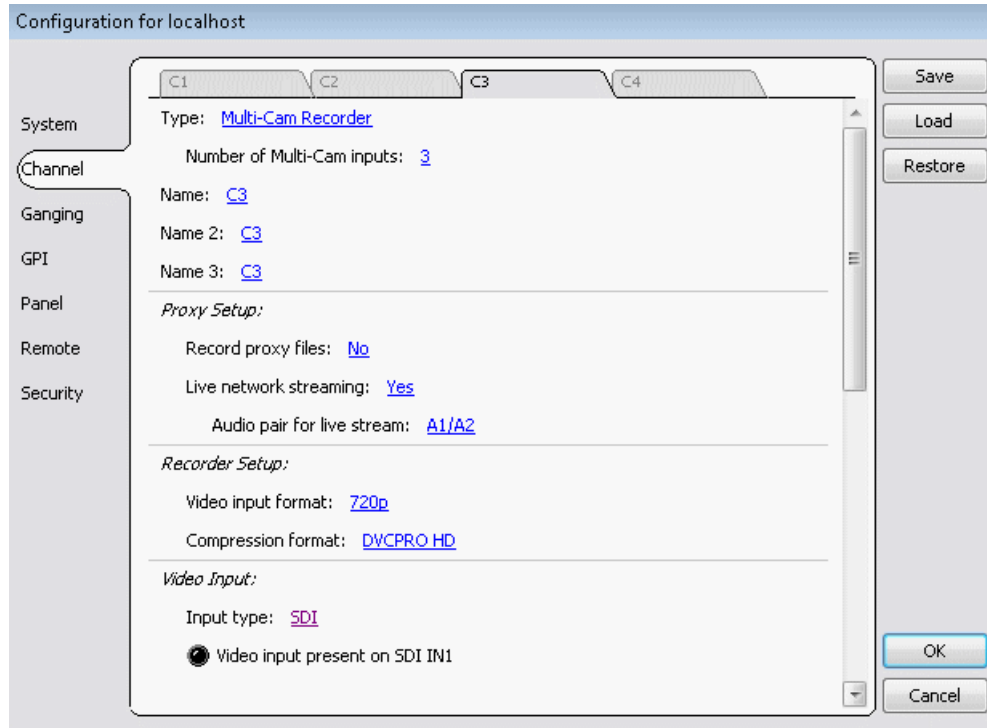 Configuration for localhost
C1
C2
C3
C4
System
Channel
Ganging
GPI
Panel
Remote
Security
Type: Multi-Cam Recorder
Number of Multi-Cam inputs: 3
Name: C3
Name 2: C3
Name 3: C3
Proxy Setup:
Record proxy files: No
Live network streaming: Yes
Audio pair for live stream: A1/A2
Recorder Setup:
Video input format: 720p
Compression format: DVCPRO HD
Video Input:
Input type: SDI
Video input present on SDI IN1
Save
Load
Restore
OK
Cancel